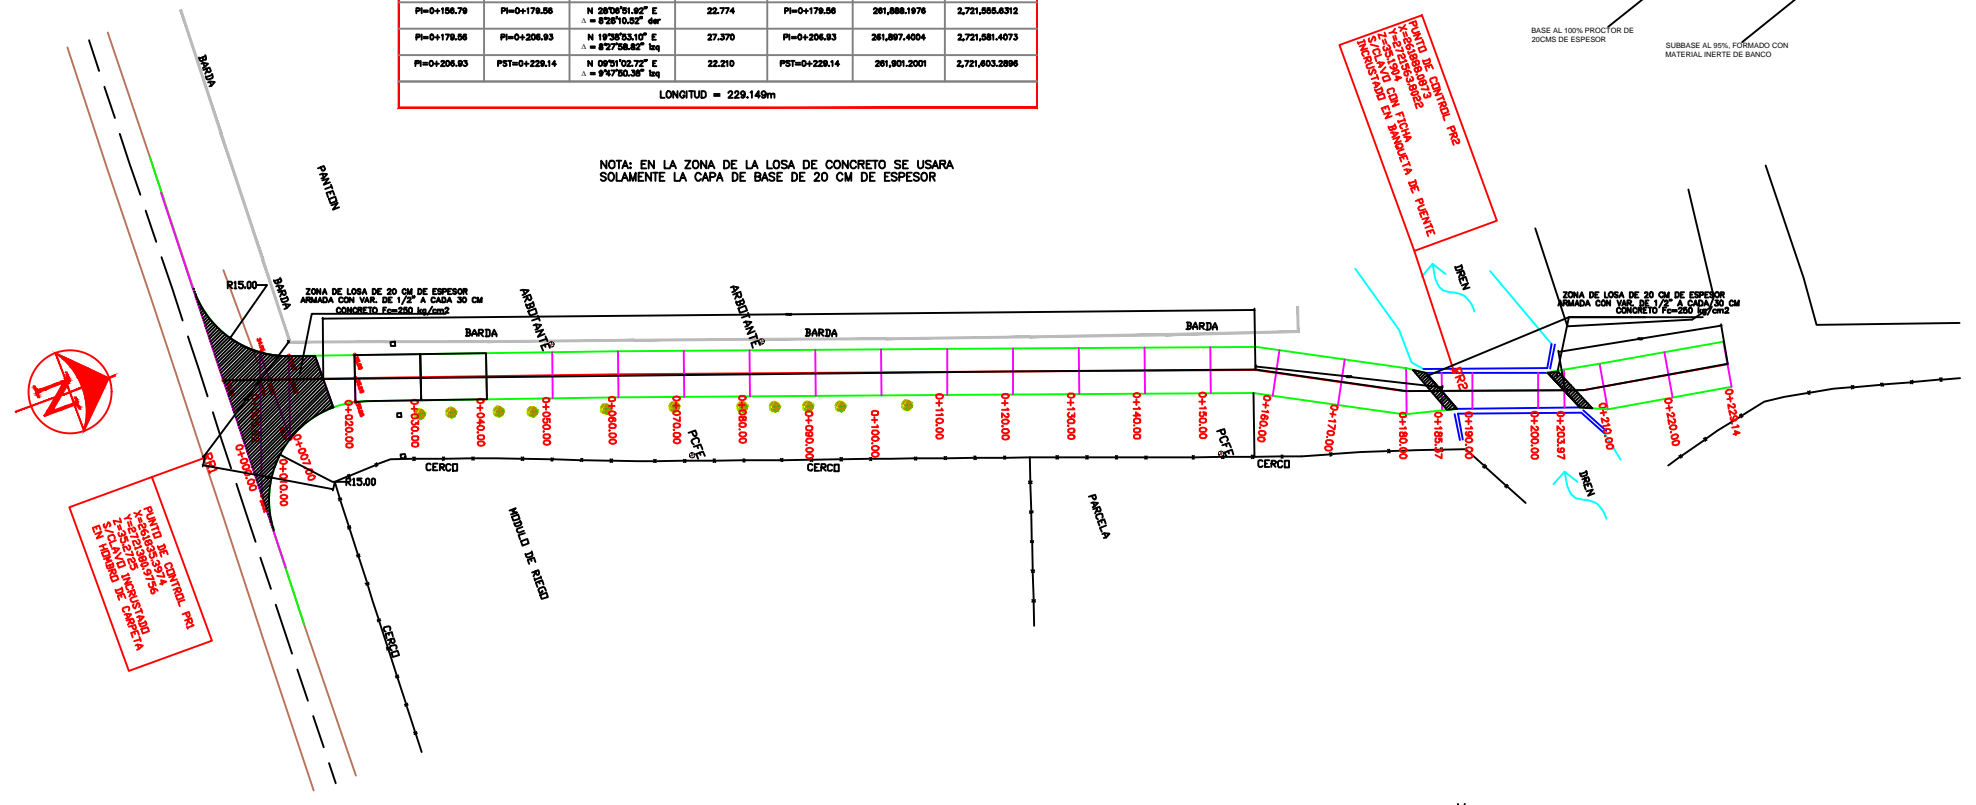 PI=0+156.79 PI=0+179.56 N 28°06'51.92" E 22.774 PI=0+179.56 261,888.1976 2,721,555.6312
Δ = 8°28'10.52" der
PI=0+179.56 PI=0+206.93 N 19°38'53.10" E 27.370 PI=0+206.93 261,897.4004 2,721,581.4073
Δ = 8°27'58.82" izq
PI=0+206.93 PST=0+229.14 N 09°51'02.72" E 22.210 PST=0+229.14 261,901.2001 2,721,603.2896
Δ = 9°47'50.38" izq
LONGITUD = 229.149m
BASE AL 100% PROCTOR DE
20CMS DE ESPESOR
SUBBASE AL 95%, FORMADO CON
MATERIAL INERTE DE BANCO
PUNTO DE CONTROL PR2
X=261888.0873
Y=2721563.8022
Z=35.1904
S/CLAVO CON FICHA
INCRUSTADO EN BANQUETA DE PUENTE
NOTA: EN LA ZONA DE LA LOSA DE CONCRETO SE USARA
SOLAMENTE LA CAPA DE BASE DE 20 CM DE ESPESOR
BARDA
PANTEON
BARDA
R15.00
ZONA DE LOSA DE 20 CM DE ESPESOR
ARMADA CON VAR. DE 1/2" A CADA 30 CM
CONCRETO F'c=250 kg/cm2
ARBOTANTE
ARBOTANTE
BARDA
BARDA
BARDA
DREN
ZONA DE LOSA DE 20 CM DE ESPESOR
ARMADA CON VAR. DE 1/2" A CADA 30 CM
CONCRETO F'c=250 kg/cm2
N
PR2
0+000.00
0+007.00
0+010.00
0+020.00
0+030.00
0+040.00
0+050.00
0+060.00
0+070.00
0+080.00
0+090.00
0+100.00
0+110.00
0+120.00
0+130.00
0+140.00
0+150.00
0+160.00
0+170.00
0+180.00
0+185.37
0+190.00
0+200.00
0+203.97
0+210.00
0+220.00
0+229.14
PR1
R15.00
CERCO
PCFE
CERCO
PCFE
CERCO
DREN
MODULO DE RIEGO
PARCELA
CERCO
PUNTO DE CONTROL PR1
X=261835.3974
Y=2721380.9756
Z=35.2725
S/CLAVO INCRUSTADO
EN HOMBRO DE CARPETA